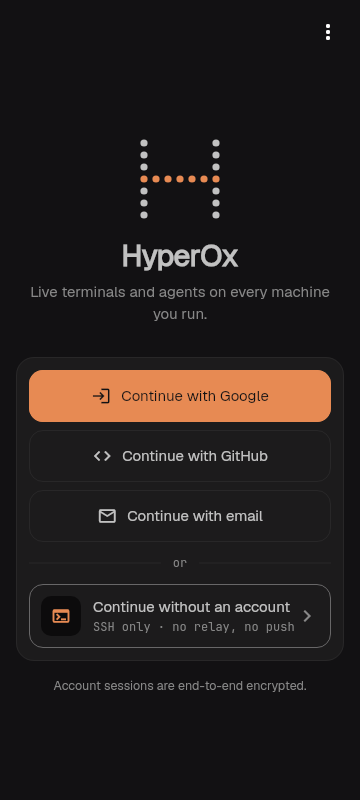 HyperOx
Live terminals and agents on every machine
you run.
Continue with Google
Continue with GitHub
Continue with email
or
Continue without an account
SSH only · no relay, no push
Account sessions are end-to-end encrypted.